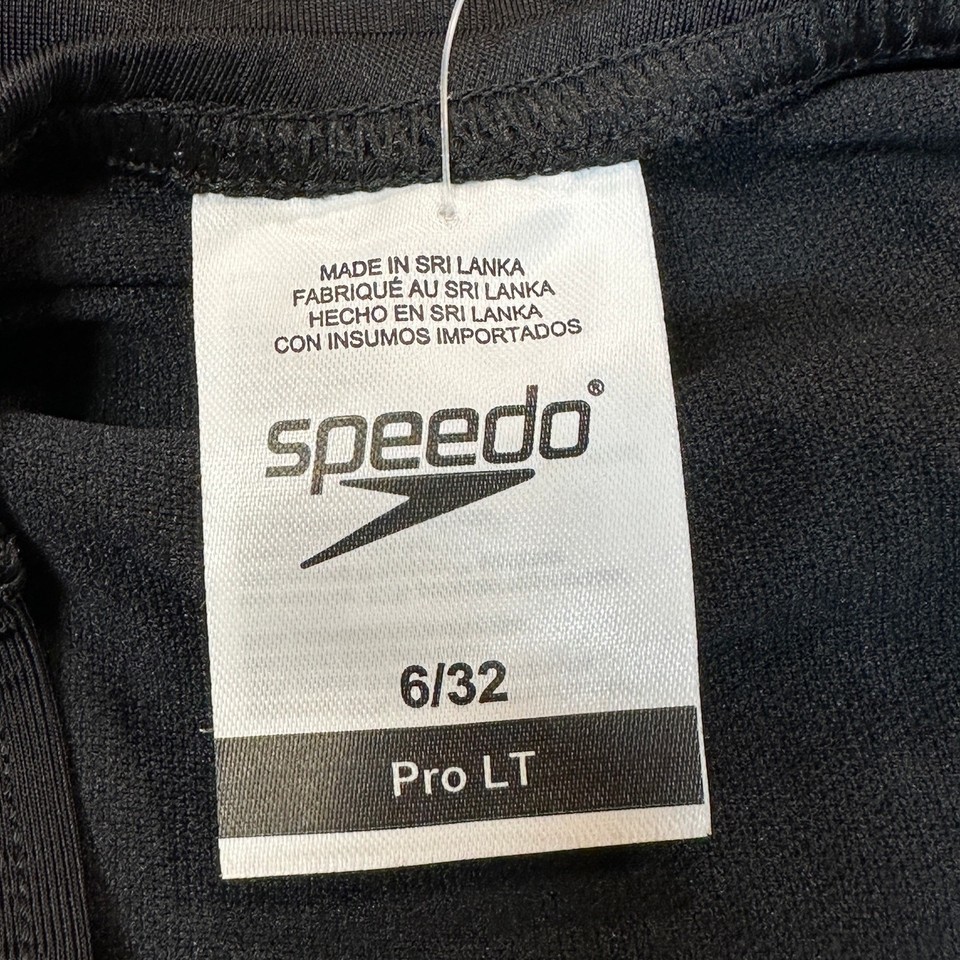 MADE IN SRI LANKA
FABRIQUÉ AU SRI LANKA
HECHO EN SRI LANKA
CON INSUMOS IMPORTADOS
speedo®
6/32
Pro LT